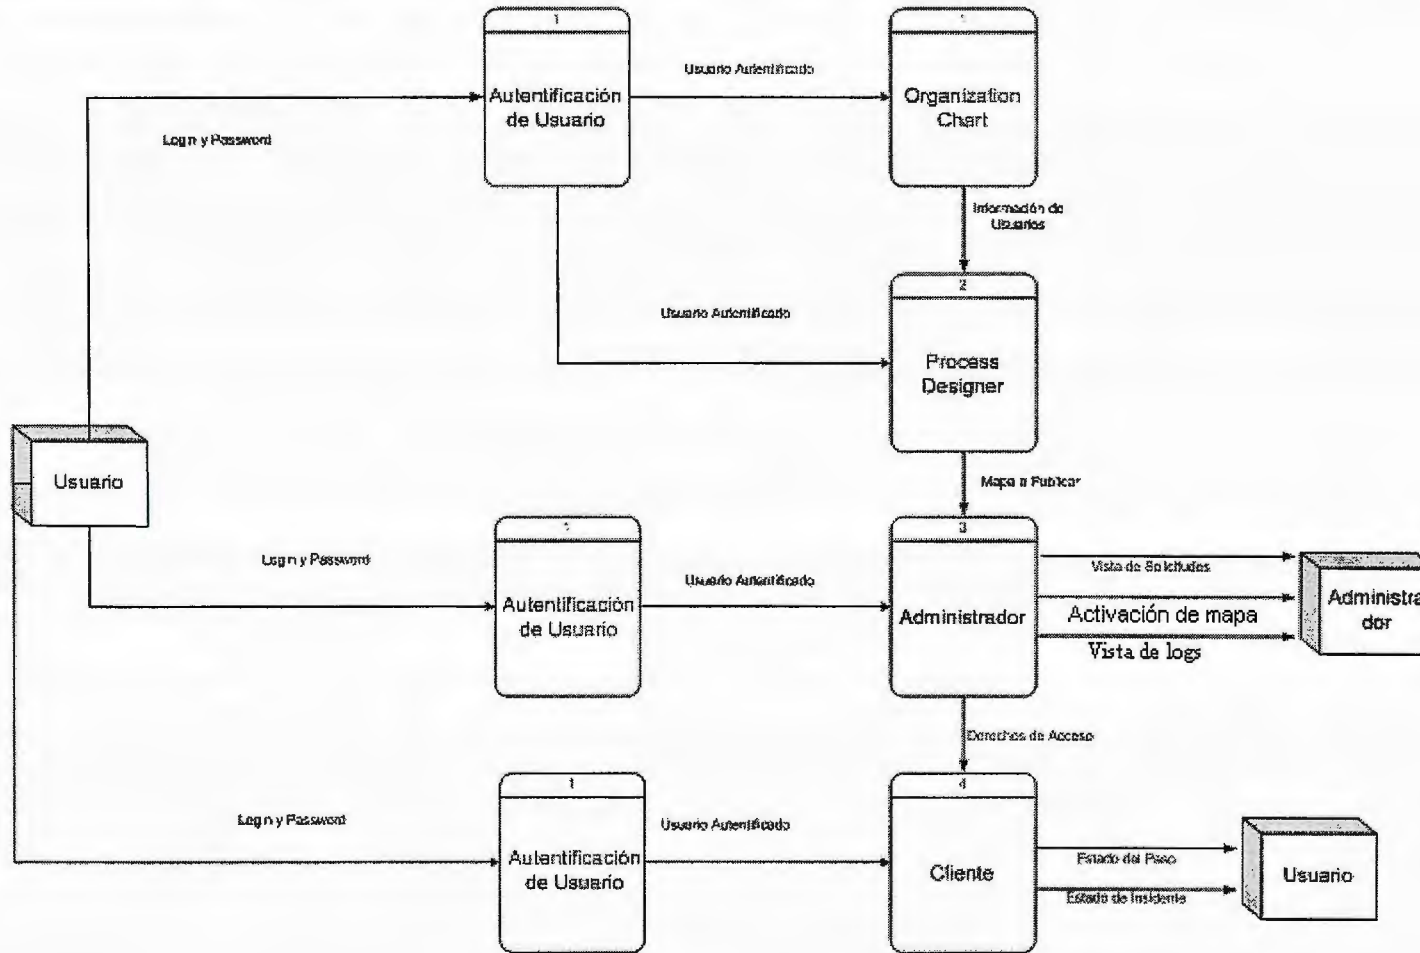 1
Autentificación
de Usuario
Usuario Autentificado
1
Organization
Chart
Login y Password
Información de
Usuarios
2
Process
Designer
Usuario Autentificado
Usuario
Mapa a Publicar
1
Autentificación
de Usuario
Login y Password
Usuario Autentificado
3
Administrador
Vista de Solicitudes
Activación de mapa
Vista de logs
Administra
dor
Derechos de Acceso
1
Autentificación
de Usuario
Login y Password
Usuario Autentificado
4
Cliente
Estado del Paso
Estado de Incidente
Usuario